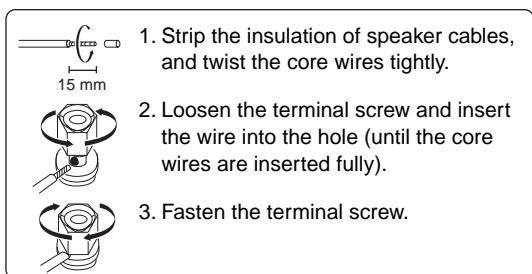 1. Strip the insulation of speaker cables,
and twist the core wires tightly.
15 mm
2. Loosen the terminal screw and insert
the wire into the hole (until the core
wires are inserted fully).
3. Fasten the terminal screw.